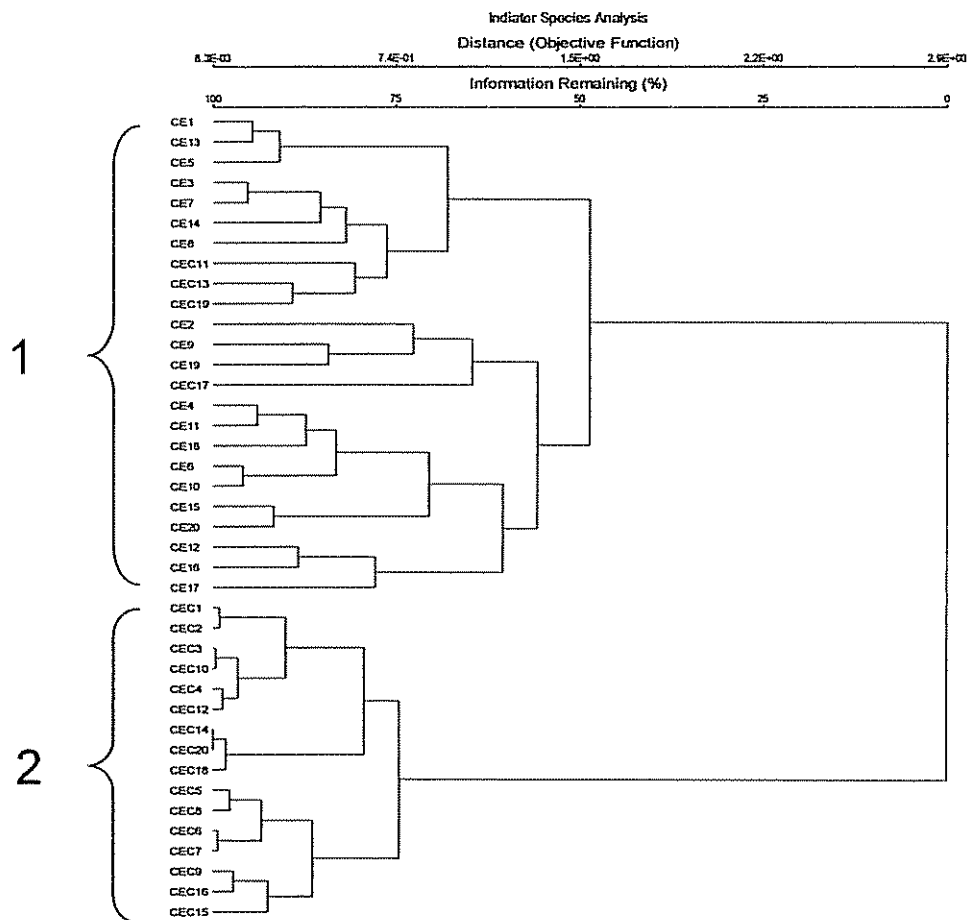 Indiator Species Analysis
Distance (Objective Function)
8.3E-03 7.4E-01 1.5E+00 2.2E+00 2.9E+00
Information Remaining (%)
100 75 50 25 0
1
CE1
CE13
CE5
CE3
CE7
CE14
CE8
CEC11
CEC13
CEC19
CE2
CE9
CE19
CEC17
CE4
CE11
CE18
CE6
CE10
CE15
CE20
CE12
CE16
CE17
2
CEC1
CEC2
CEC3
CEC10
CEC4
CEC12
CEC14
CEC20
CEC18
CEC5
CEC8
CEC6
CEC7
CEC9
CEC16
CEC15